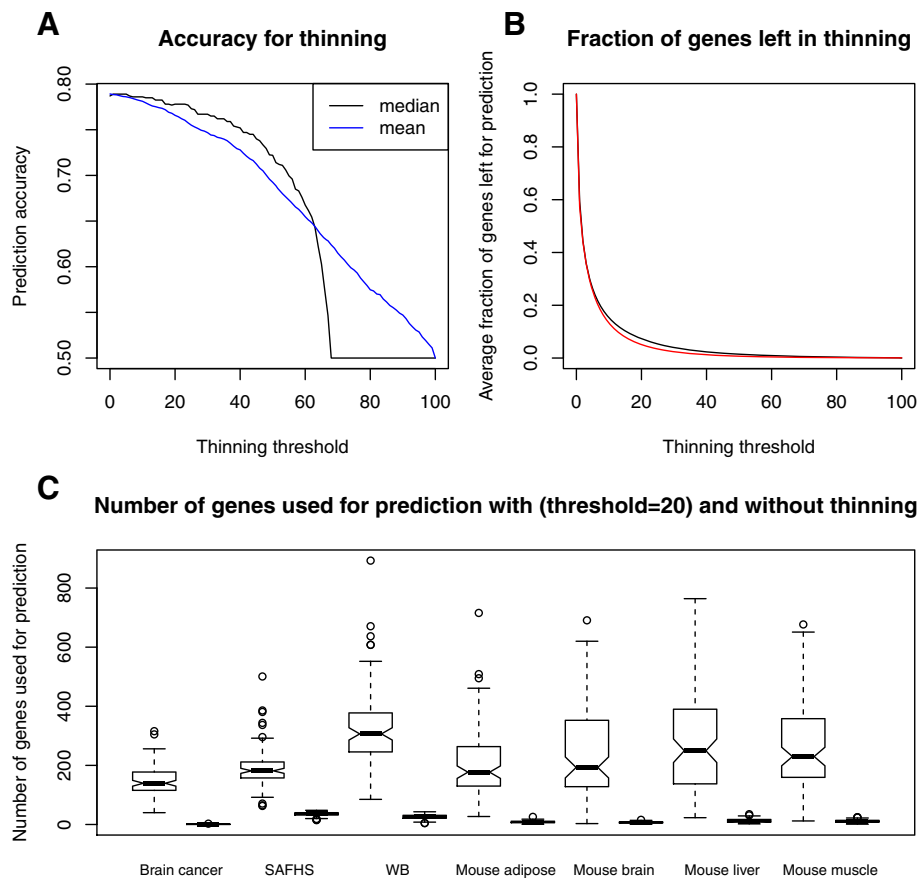 A
Accuracy for thinning
Prediction accuracy
0.50
0.60
0.70
0.80
median
mean
0
20
40
60
80
100
Thinning threshold
B
Fraction of genes left in thinning
Average fraction of genes left for prediction
0.0
0.2
0.4
0.6
0.8
1.0
0
20
40
60
80
100
Thinning threshold
C
Number of genes used for prediction with (threshold=20) and without thinning
Number of genes used for prediction
0
200
400
600
800
Brain cancer
SAFHS
WB
Mouse adipose
Mouse brain
Mouse liver
Mouse muscle